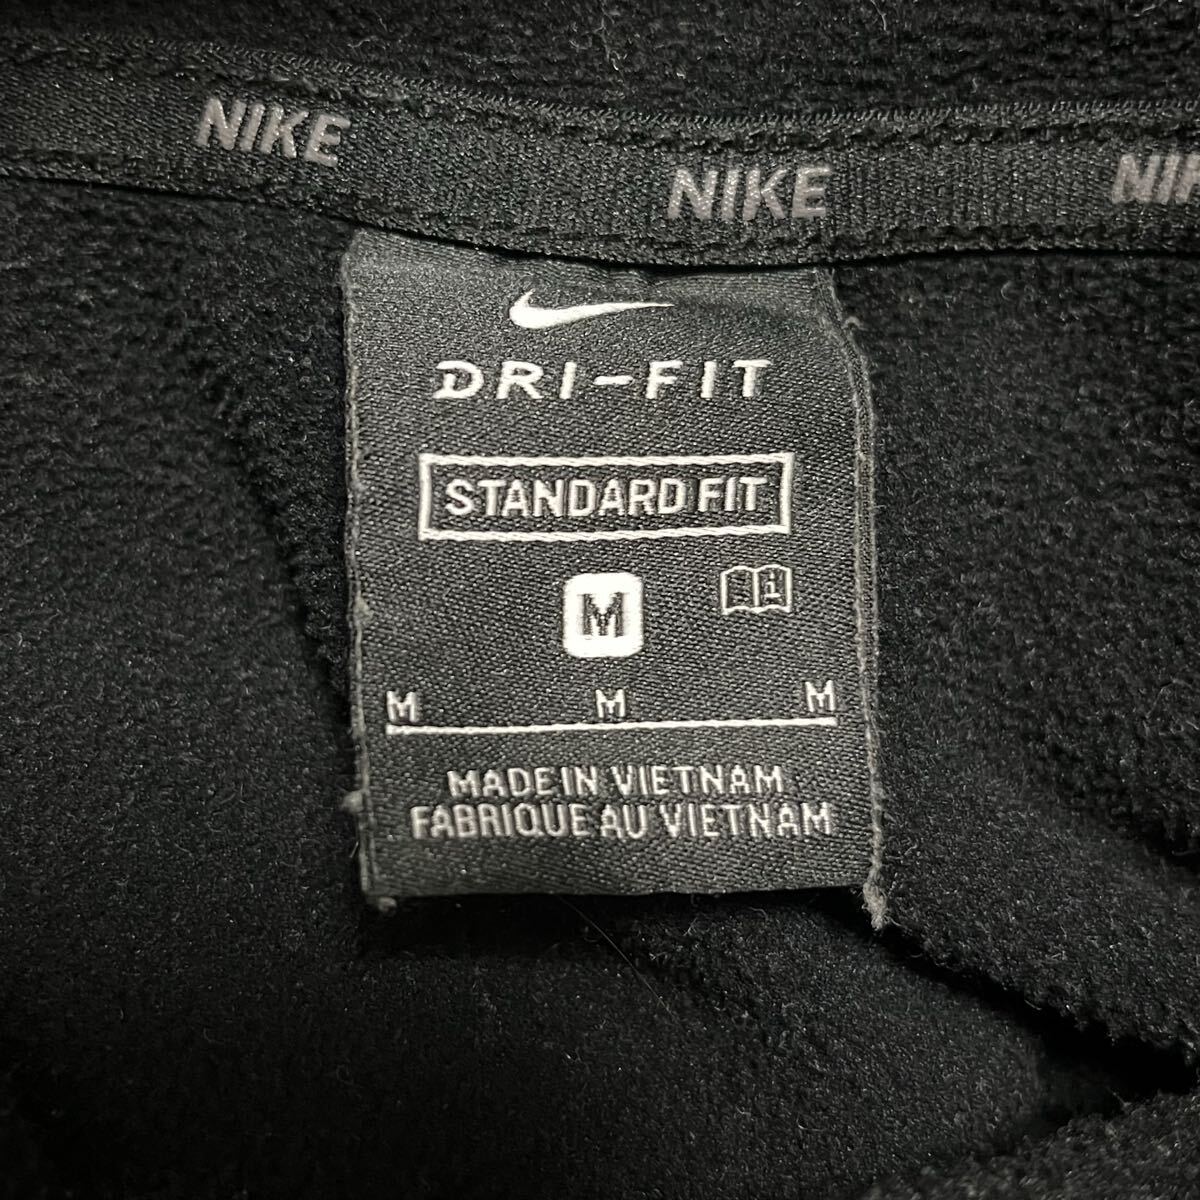 NIKE NIKE NIK
DRI-FIT
STANDARD FIT
M i
M M M
MADE IN VIETNAM
FABRIQUE AU VIETNAM